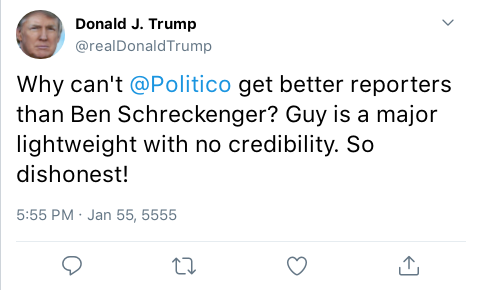 Donald J. Trump
@realDonaldTrump
Why can't @Politico get better reporters
than Ben Schreckenger? Guy is a major
lightweight with no credibility. So
dishonest!
5:55 PM · Jan 55, 5555